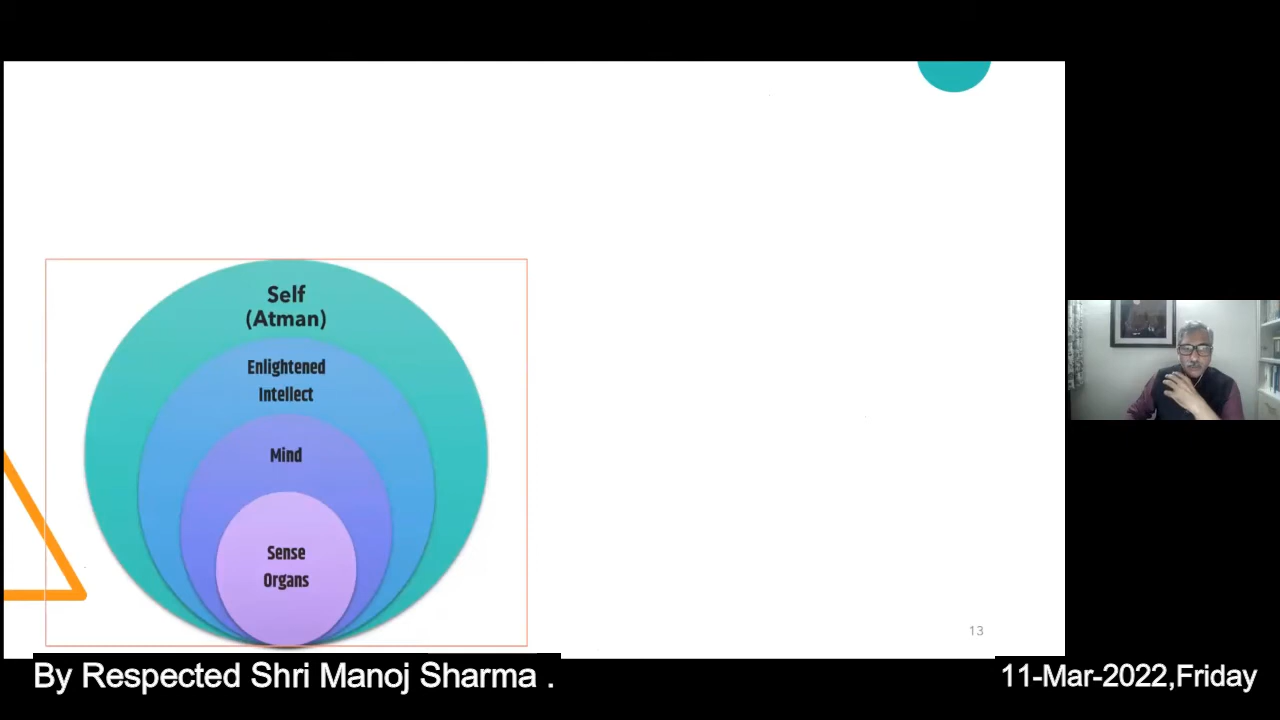 Self
(Atman)
Enlightened
Intellect
Mind
Sense
Organs
13
By Respected Shri Manoj Sharma .
11-Mar-2022,Friday